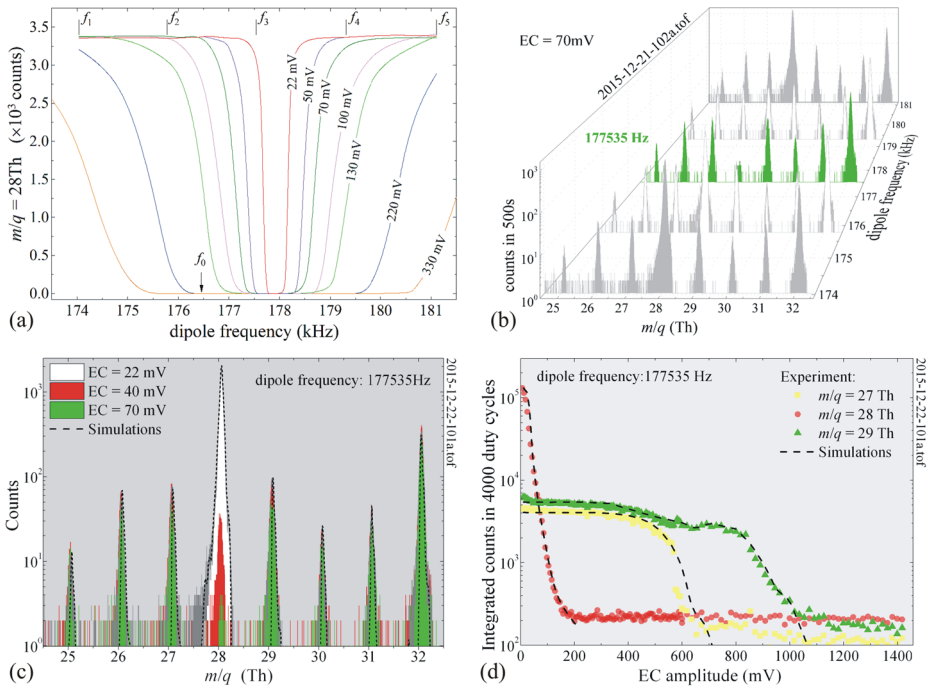 f1 f2 f3 f4 f5
3.5
3.0
2.5
2.0
1.5
1.0
0.5
0.0
m/q = 28Th (×10³ counts)
22 mV
50 mV
70 mV
100 mV
130 mV
220 mV
330 mV
f0
174 175 176 177 178 179 180 181
dipole frequency (kHz)
(a)
EC = 70mV
2015-12-21-102a.tof
177535 Hz
10³
10²
10¹
10⁰
counts in 500s
181
180
179
178
177
176
175
174
dipole frequency (kHz)
25 26 27 28 29 30 31 32
m/q (Th)
(b)
EC = 22 mV
EC = 40 mV
EC = 70 mV
Simulations
dipole frequency: 177535Hz
2015-12-22-101a.tof
10³
10²
10¹
10⁰
Counts
25 26 27 28 29 30 31 32
m/q (Th)
(c)
dipole frequency:177535 Hz
Experiment:
m/q = 27 Th
m/q = 28 Th
m/q = 29 Th
Simulations
2015-12-22-101a.tof
10⁵
10⁴
10³
10²
Integrated counts in 4000 duty cycles
0 200 400 600 800 1000 1200 1400
EC amplitude (mV)
(d)